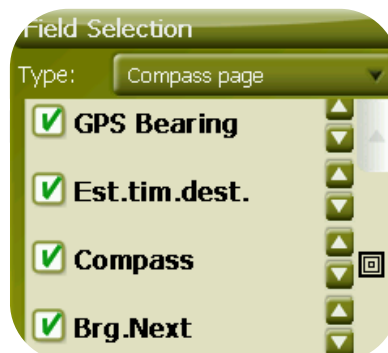 Field Selection
Type: Compass page
GPS Bearing
Est.tim.dest.
Compass
Brg.Next